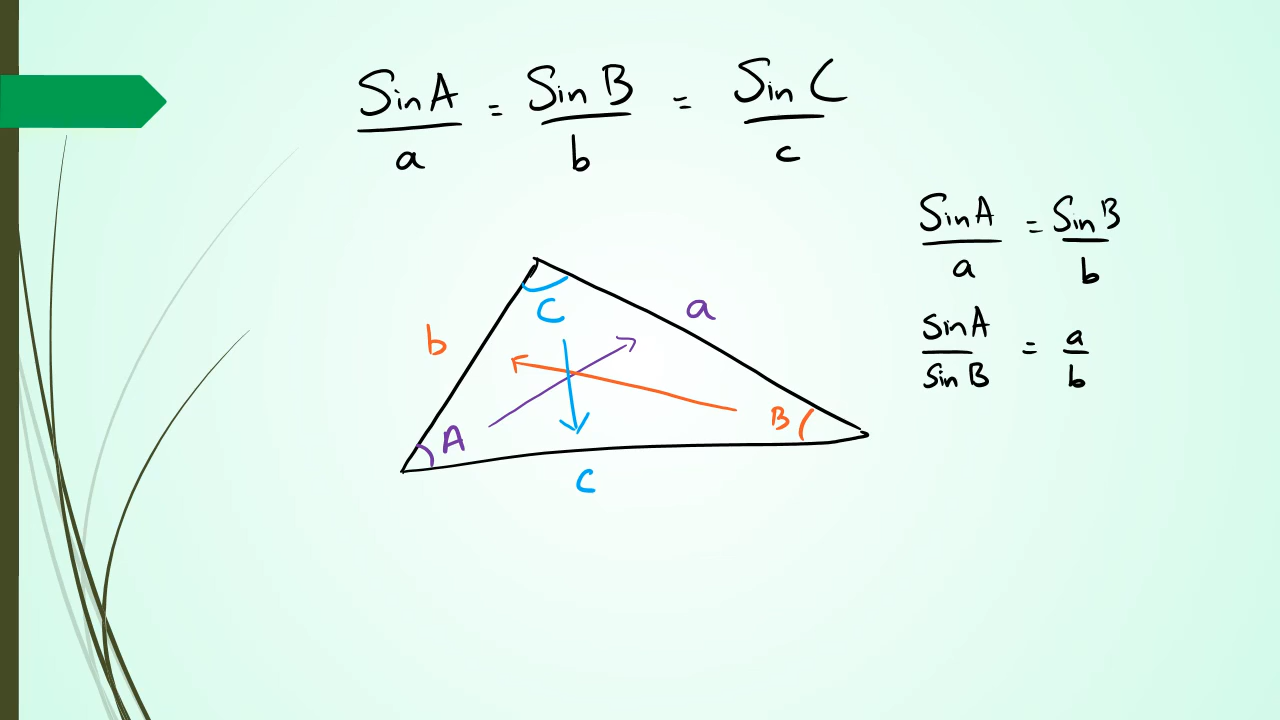 SinA/a = SinB/b = SinC/c
SinA/a = SinB/b
sinA/sinB = a/b
C
a
b
B
A
C